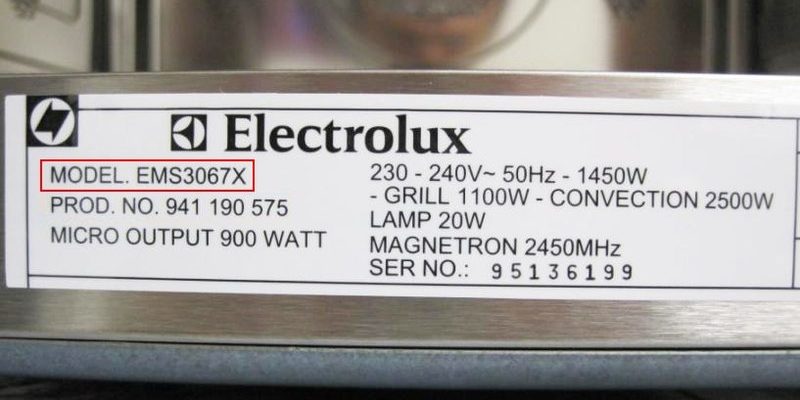 Electrolux
MODEL. EMS3067X
PROD. NO. 941 190 575
MICRO OUTPUT 900 WATT
230 - 240V~ 50Hz - 1450W
- GRILL 1100W - CONVECTION 2500W
LAMP 20W
MAGNETRON 2450MHz
SER NO.: 95136199